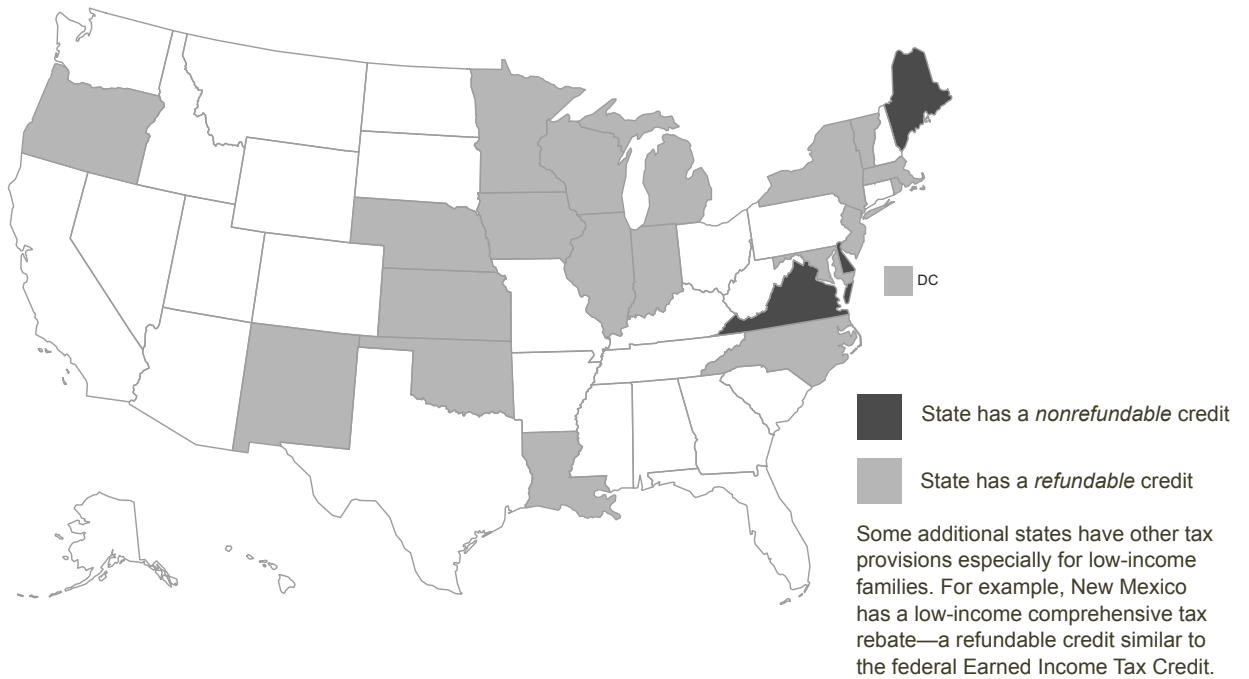 DC
State has a nonrefundable credit
State has a refundable credit
Some additional states have other tax
provisions especially for low-income
families. For example, New Mexico
has a low-income comprehensive tax
rebate—a refundable credit similar to
the federal Earned Income Tax Credit.